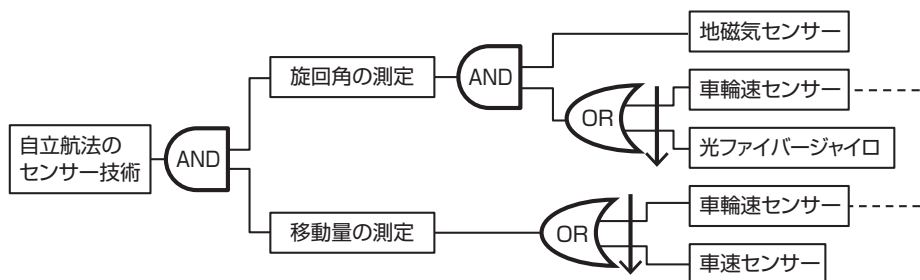 自立航法の
センサー技術
AND
旋回角の測定
AND
地磁気センサー
OR
車輪速センサー
光ファイバージャイロ
移動量の測定
OR
車輪速センサー
車速センサー